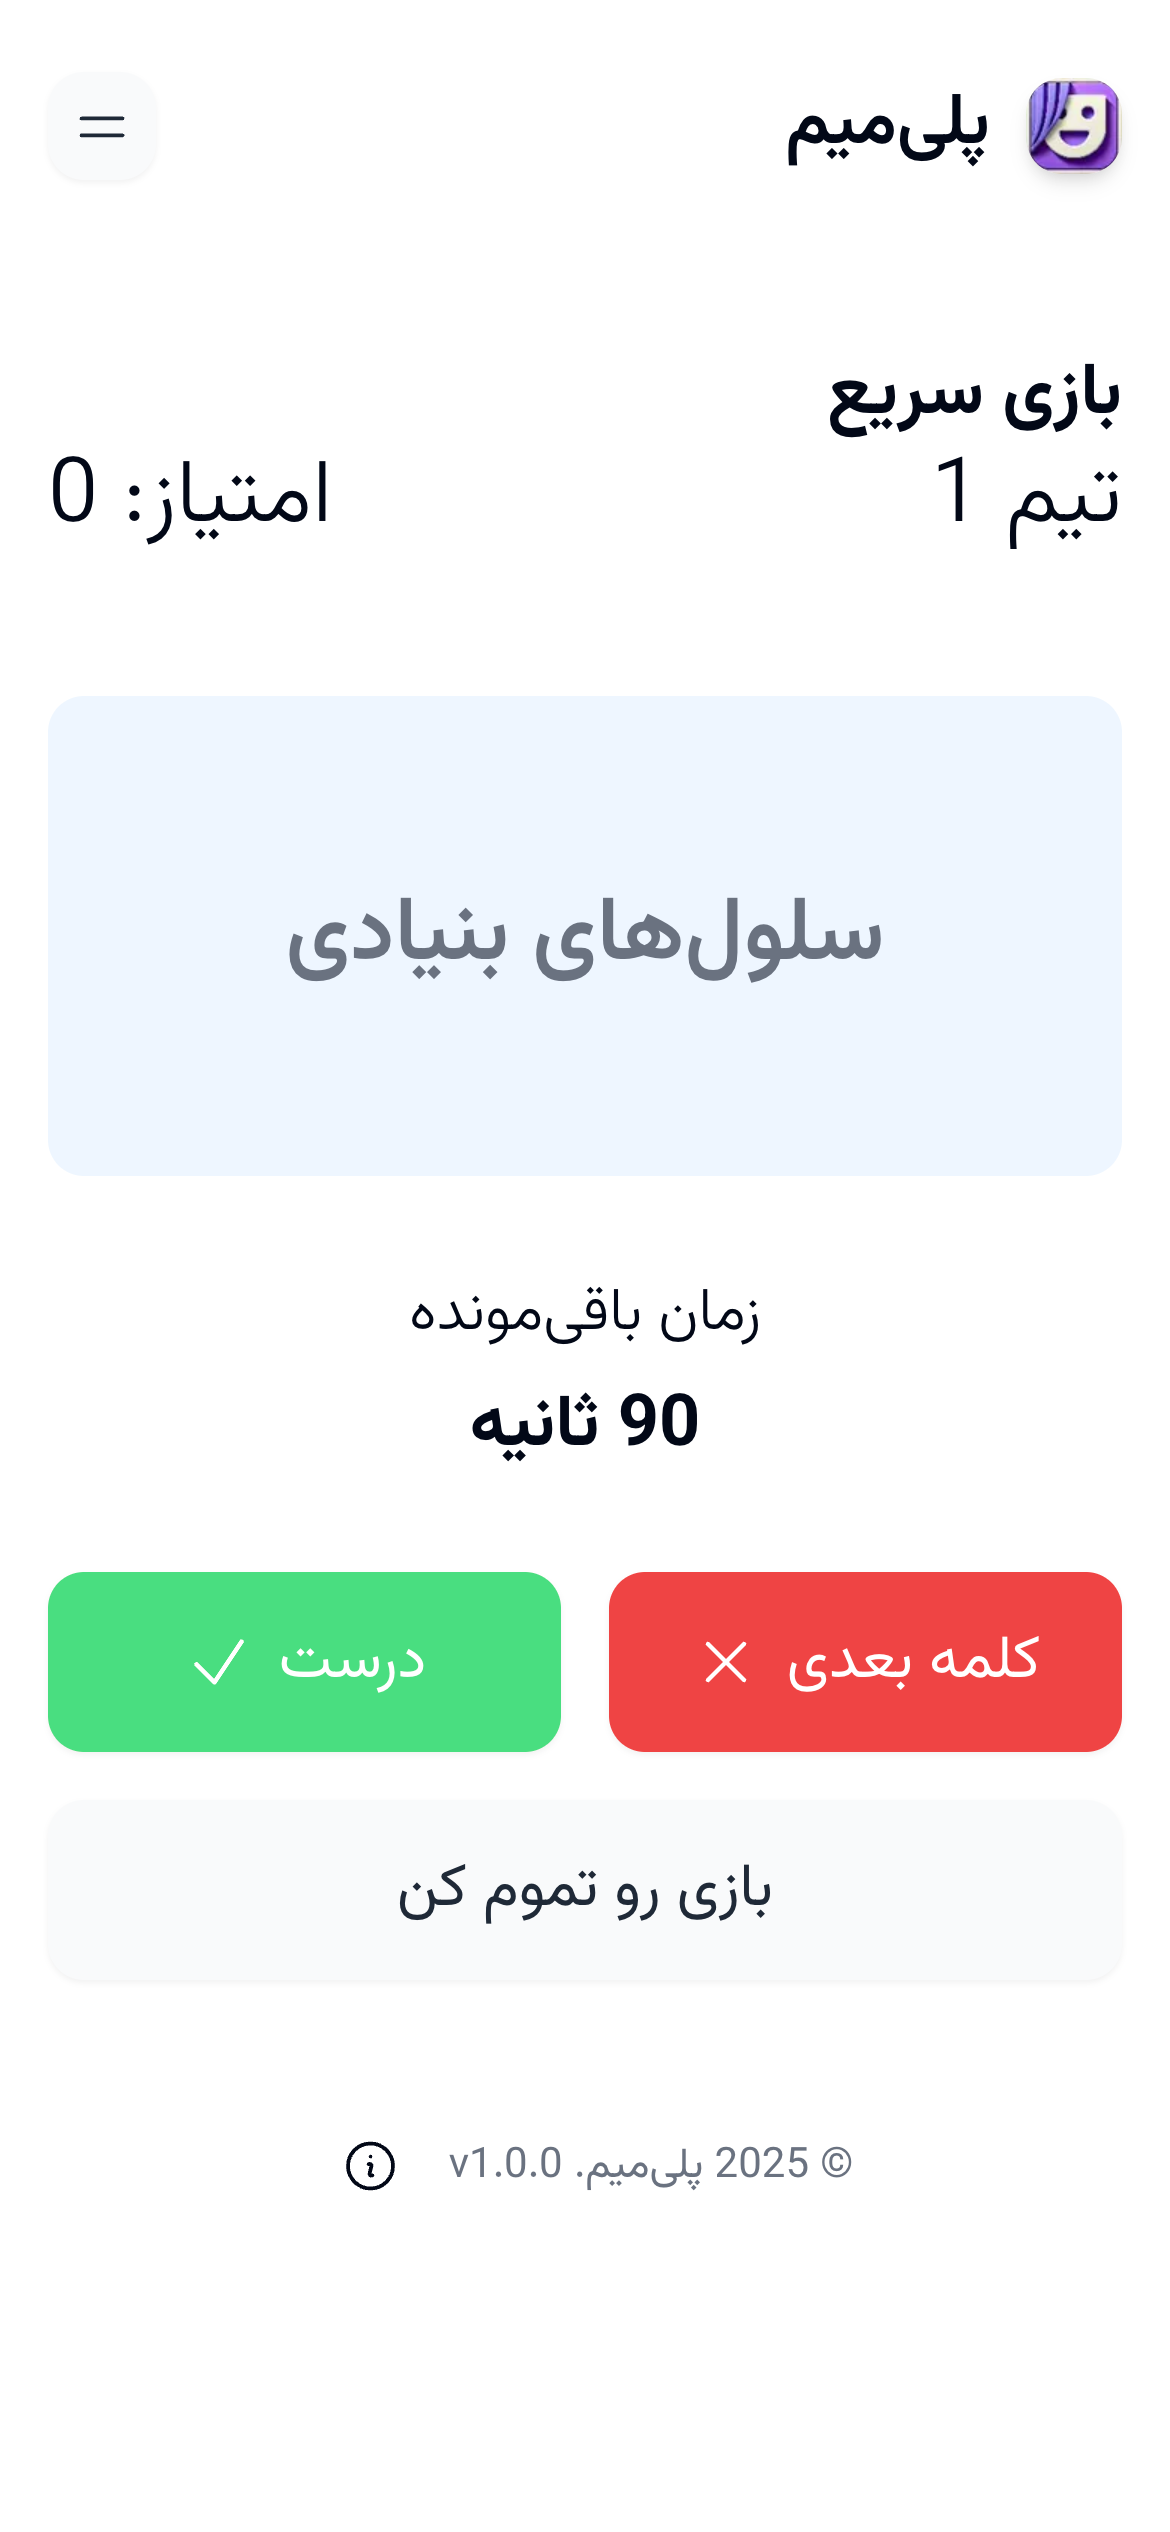 پلی‌میم
بازی سریع
تیم 1
امتیاز: 0
سلول‌های بنیادی
زمان باقی‌مونده
90 ثانیه
کلمه بعدی
درست
بازی رو تموم کن
© 2025 پلی‌میم. v1.0.0